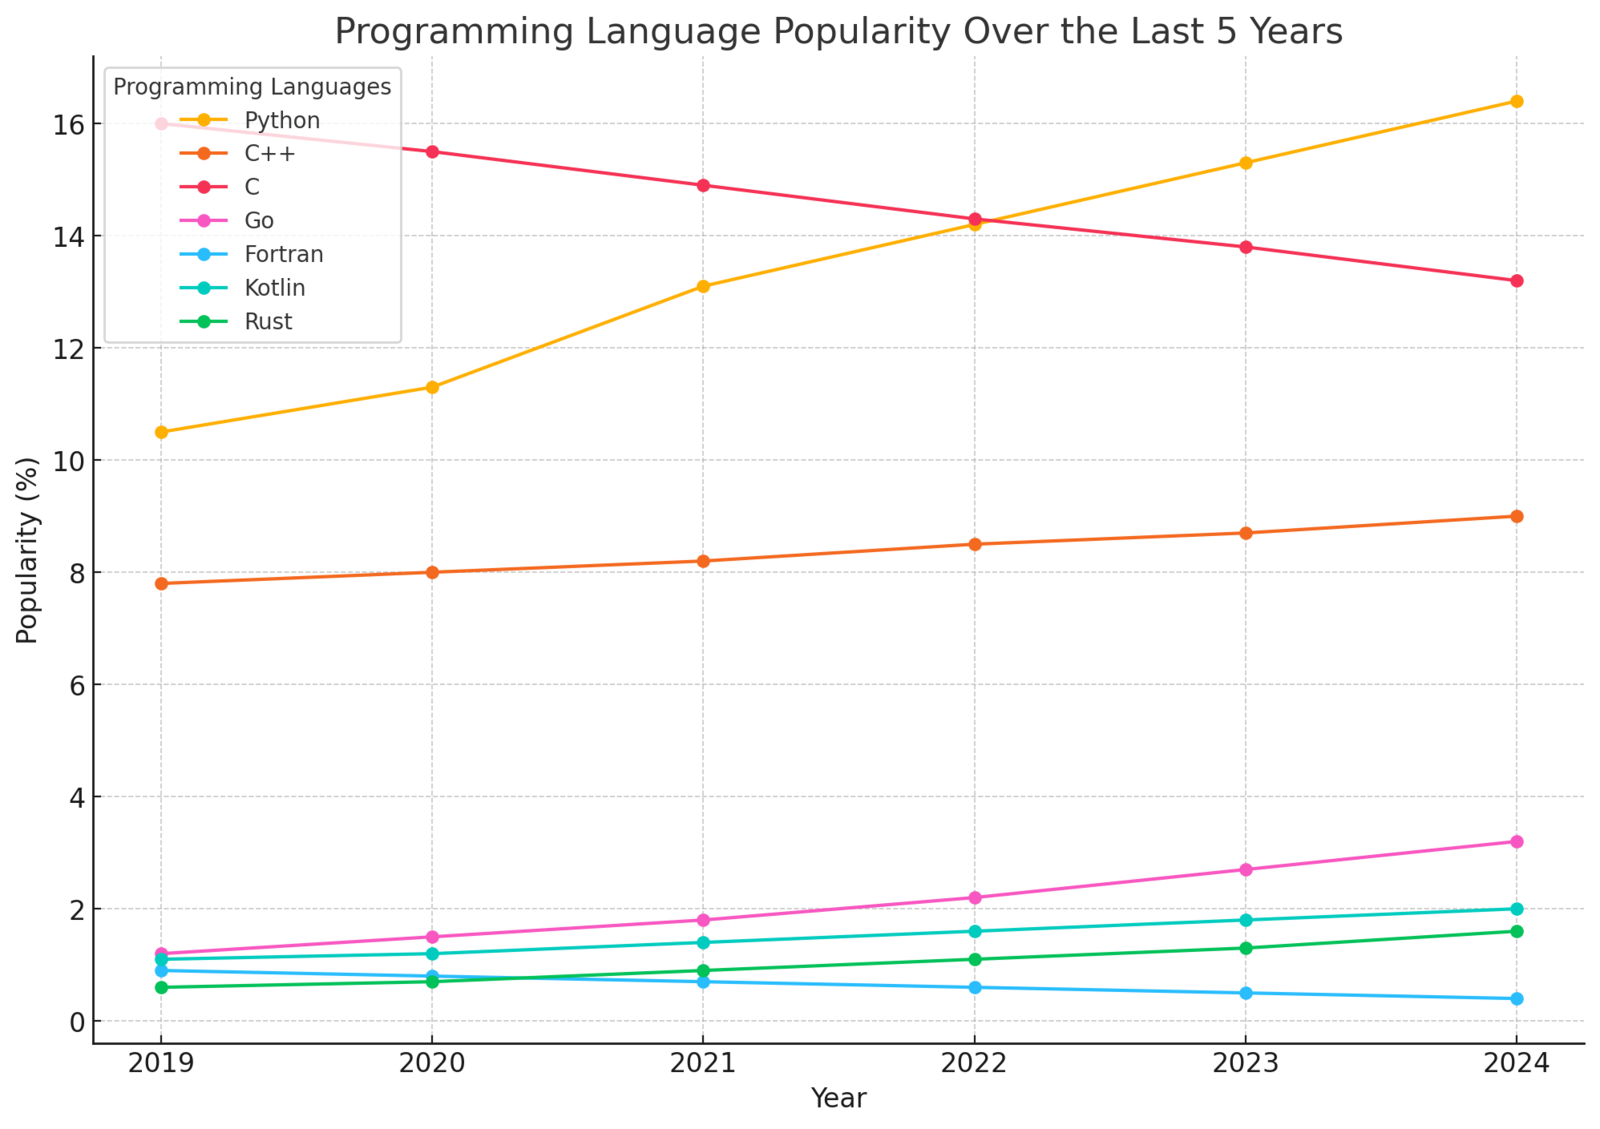 Programming Language Popularity Over the Last 5 Years
Programming Languages
Python
C++
C
Go
Fortran
Kotlin
Rust
Popularity (%)
16
14
12
10
8
6
4
2
0
2019 2020 2021 2022 2023 2024
Year